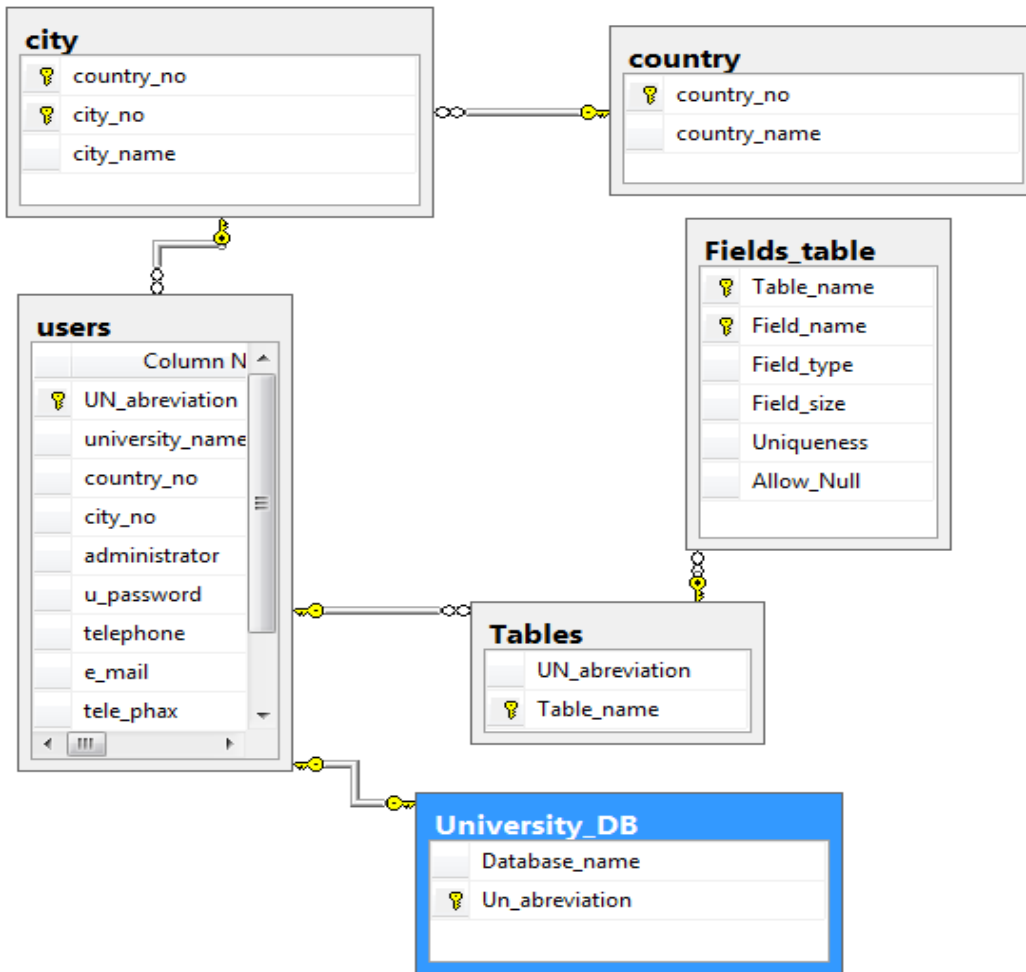 city
country_no
city_no
city_name
country
country_no
country_name
Fields_table
Table_name
Field_name
Field_type
Field_size
Uniqueness
Allow_Null
users
Column N
UN_abreviation
university_name
country_no
city_no
administrator
u_password
telephone
e_mail
tele_phax
Tables
UN_abreviation
Table_name
University_DB
Database_name
Un_abreviation